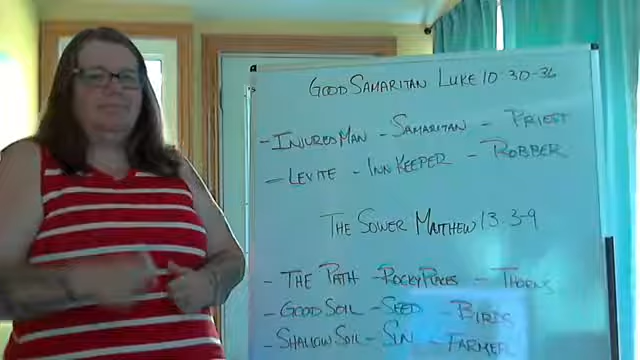 GOOD SAMARITAN LUKE 10:30-36
- INJURED MAN - SAMARITAN - PRIEST
- LEVITE - INN KEEPER - ROBBER
THE SOWER MATTHEW 13:3-9
- THE PATH - ROCKY PLACES - THORNS
- GOOD SOIL - SEED - BIRDS
- SHALLOW SOIL - SIN - FARMER